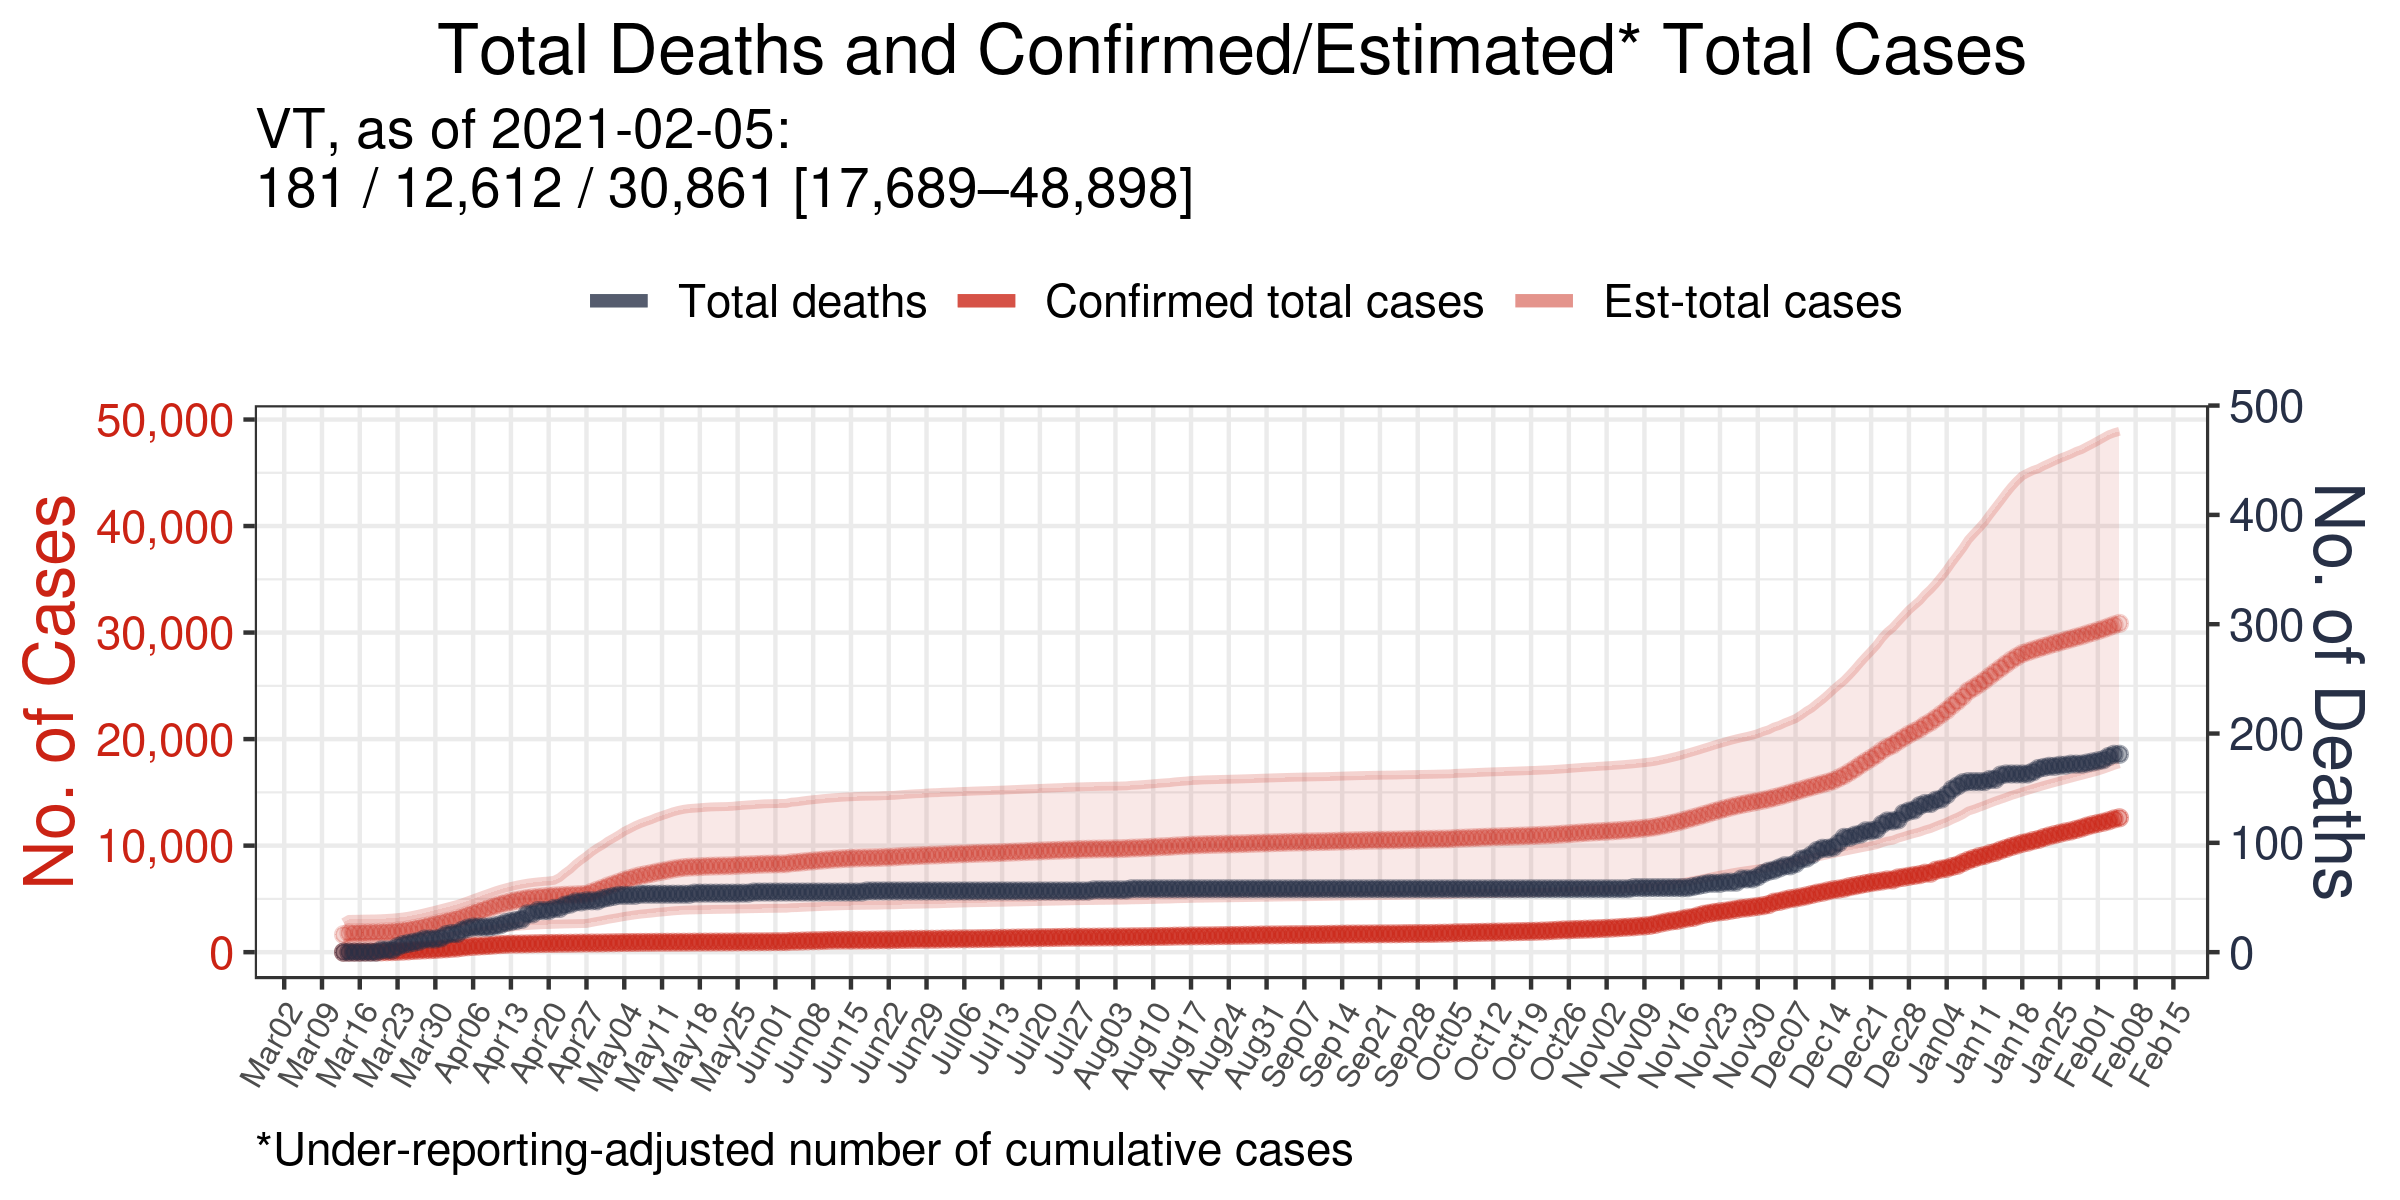 Total Deaths and Confirmed/Estimated* Total Cases
VT, as of 2021-02-05:
181 / 12,612 / 30,861 [17,689–48,898]
Total deaths
Confirmed total cases
Est-total cases
No. of Cases
50,000
40,000
30,000
20,000
10,000
0
500
400
300
200
100
0
No. of Deaths
Mar02
Mar09
Mar16
Mar23
Mar30
Apr06
Apr13
Apr20
Apr27
May04
May11
May18
May25
Jun01
Jun08
Jun15
Jun22
Jun29
Jul06
Jul13
Jul20
Jul27
Aug03
Aug10
Aug17
Aug24
Aug31
Sep07
Sep14
Sep21
Sep28
Oct05
Oct12
Oct19
Oct26
Nov02
Nov09
Nov16
Nov23
Nov30
Dec07
Dec14
Dec21
Dec28
Jan04
Jan11
Jan18
Jan25
Feb01
Feb08
Feb15
*Under-reporting-adjusted number of cumulative cases